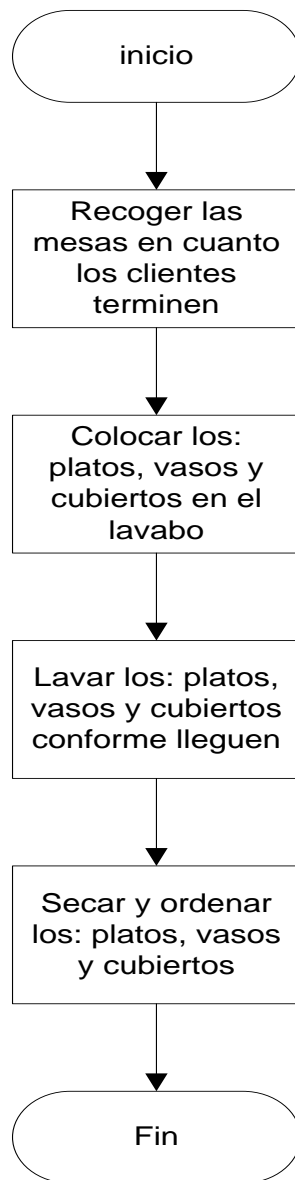 inicio
Recoger las
mesas en cuanto
los clientes
terminen
Colocar los:
platos, vasos y
cubiertos en el
lavabo
Lavar los: platos,
vasos y cubiertos
conforme lleguen
Secar y ordenar
los: platos, vasos
y cubiertos
Fin